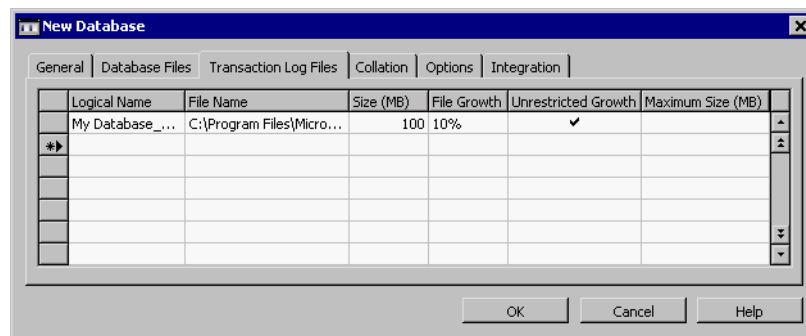 New Database
General Database Files Transaction Log Files Collation Options Integration
Logical Name File Name Size (MB) File Growth Unrestricted Growth Maximum Size (MB)
My Database_... C:\Program Files\Micro... 100 10% ✔
OK Cancel Help